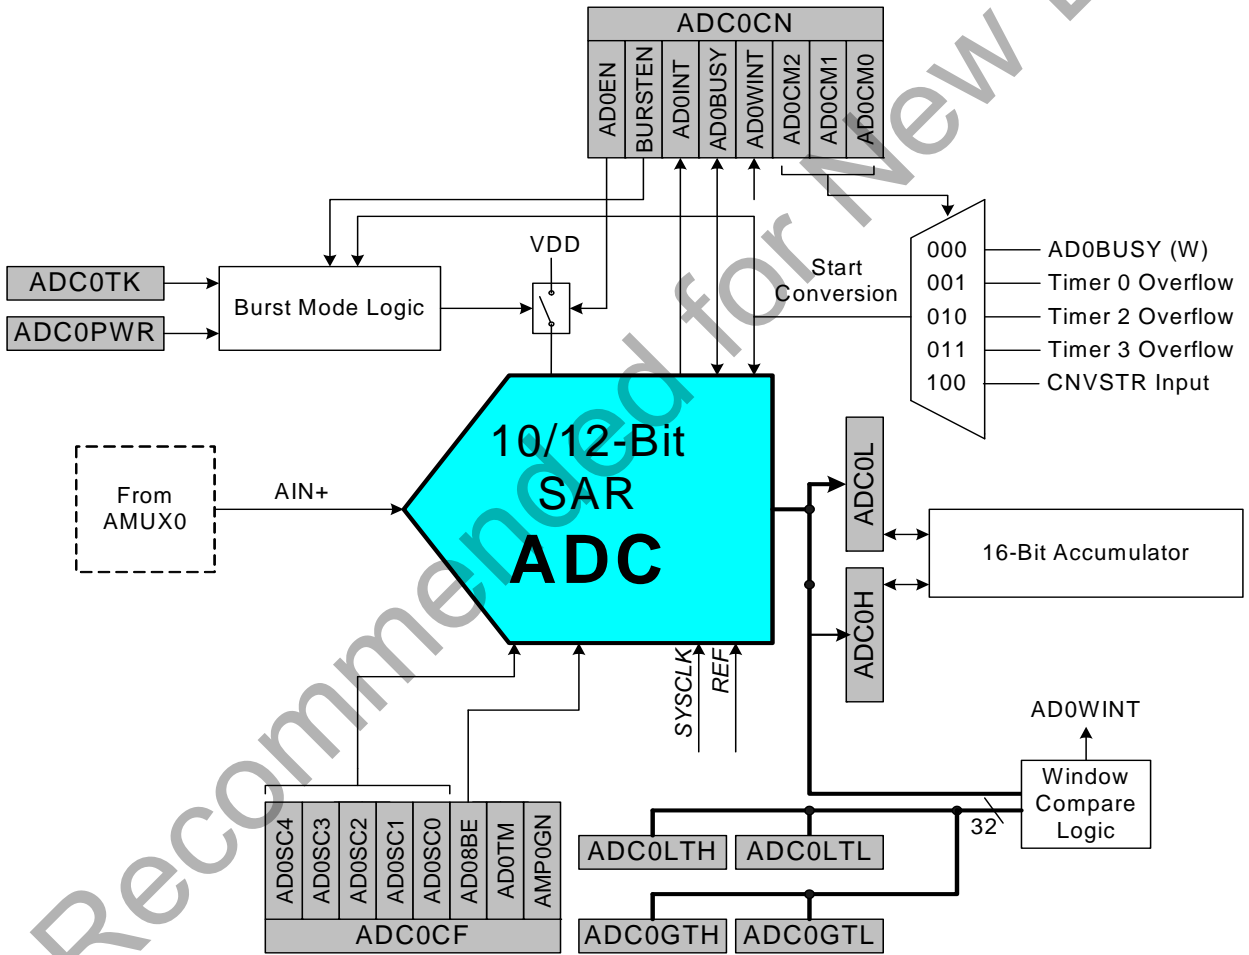 ADC0CN
AD0EN
BURSTEN
AD0INT
AD0BUSY
AD0WINT
AD0CM2
AD0CM1
AD0CM0
VDD
ADC0TK
ADC0PWR
Burst Mode Logic
Start
Conversion
000
001
010
011
100
AD0BUSY (W)
Timer 0 Overflow
Timer 2 Overflow
Timer 3 Overflow
CNVSTR Input
From
AMUX0
AIN+
10/12-Bit
SAR
ADC
ADC0L
ADC0H
16-Bit Accumulator
SYSCLK
REF
AD0WINT
Window
Compare
Logic
32
AD0SC4
AD0SC3
AD0SC2
AD0SC1
AD0SC0
AD08BE
AD0TM
AMP0GN
ADC0CF
ADC0LTH
ADC0LTL
ADC0GTH
ADC0GTL
Recommended for New